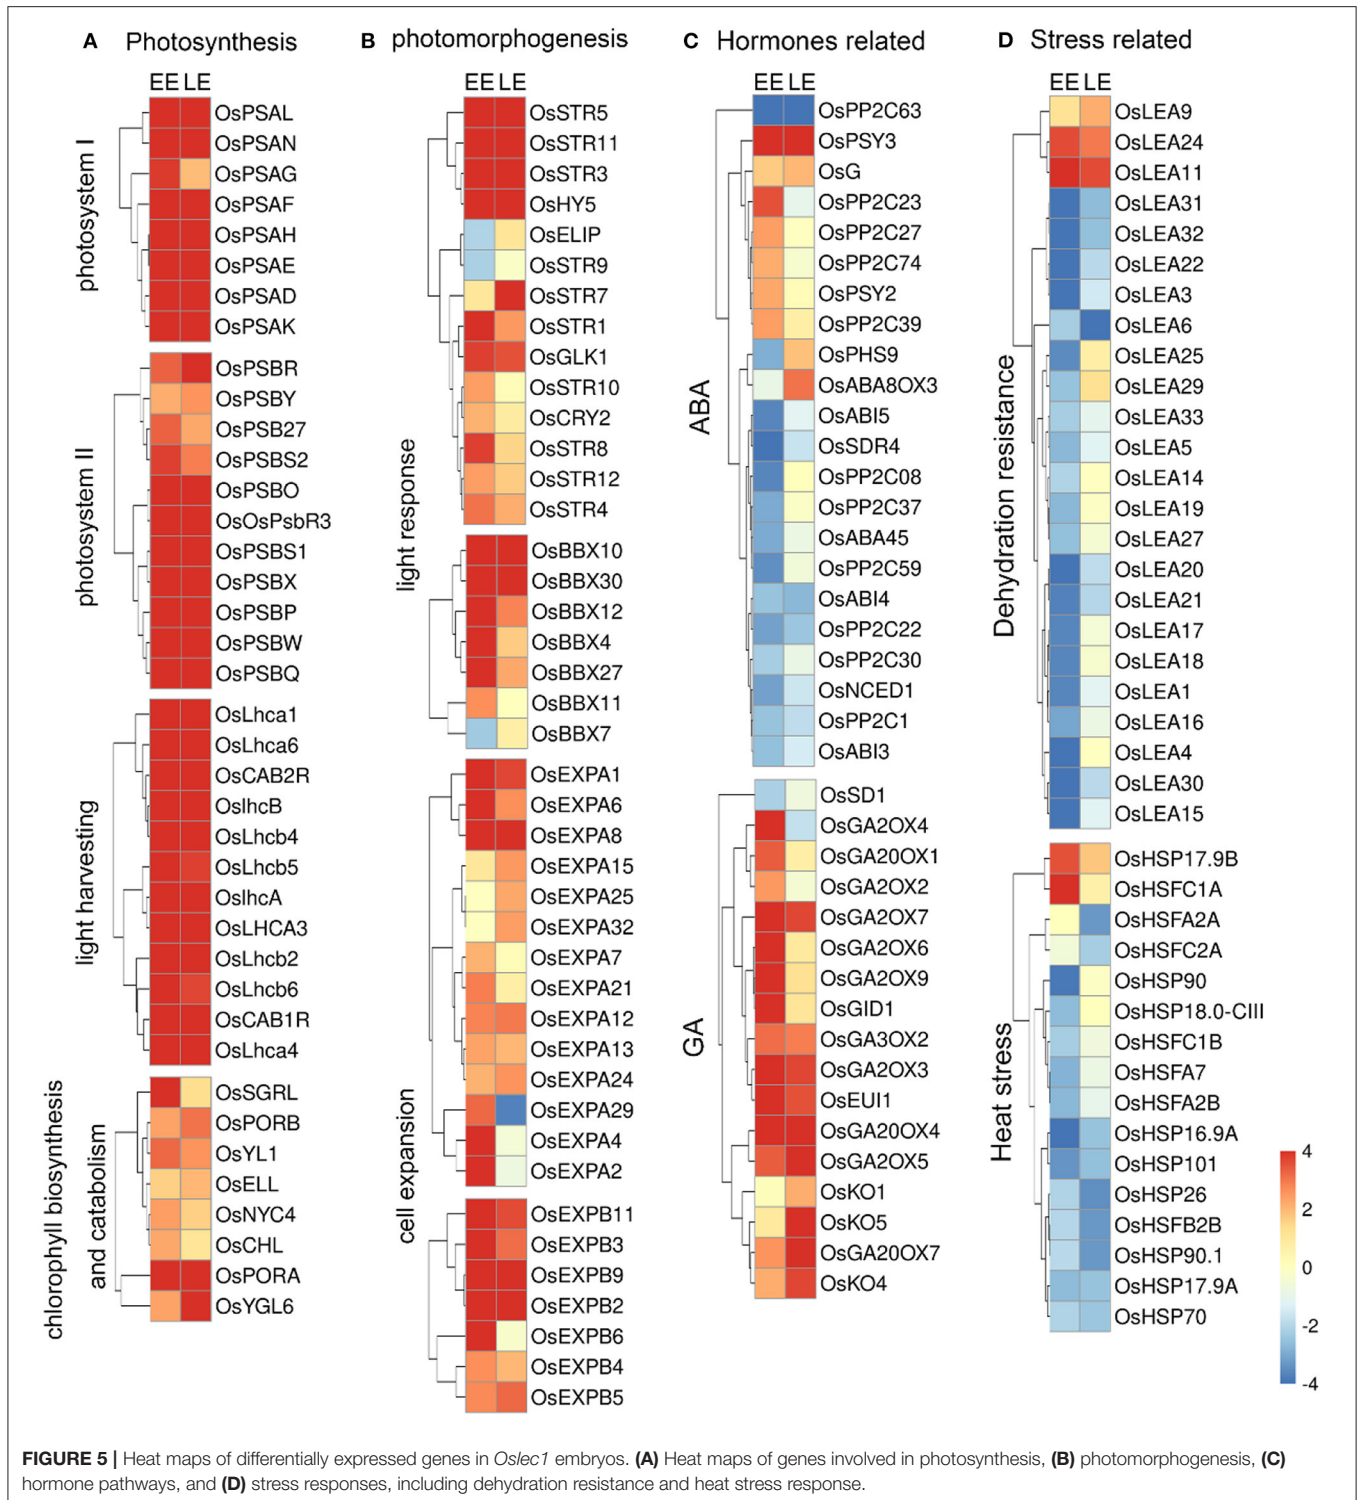 A Photosynthesis
EE LE
photosystem I
OsPSAL
OsPSAN
OsPSAG
OsPSAF
OsPSAH
OsPSAE
OsPSAD
OsPSAK
photosystem II
OsPSBR
OsPSBY
OsPSB27
OsPSBS2
OsPSBO
OsOsPsbR3
OsPSBS1
OsPSBX
OsPSBP
OsPSBW
OsPSBQ
light harvesting
OsLhca1
OsLhca6
OsCAB2R
OslhcB
OsLhcb4
OsLhcb5
OslhcA
OsLHCA3
OsLhcb2
OsLhcb6
OsCAB1R
OsLhca4
chlorophyll biosynthesis
and catabolism
OsSGRL
OsPORB
OsYL1
OsELL
OsNYC4
OsCHL
OsPORA
OsYGL6
B photomorphogenesis
EE LE
light response
OsSTR5
OsSTR11
OsSTR3
OsHY5
OsELIP
OsSTR9
OsSTR7
OsSTR1
OsGLK1
OsSTR10
OsCRY2
OsSTR8
OsSTR12
OsSTR4
OsBBX10
OsBBX30
OsBBX12
OsBBX4
OsBBX27
OsBBX11
OsBBX7
cell expansion
OsEXPA1
OsEXPA6
OsEXPA8
OsEXPA15
OsEXPA25
OsEXPA32
OsEXPA7
OsEXPA21
OsEXPA12
OsEXPA13
OsEXPA24
OsEXPA29
OsEXPA4
OsEXPA2
OsEXPB11
OsEXPB3
OsEXPB9
OsEXPB2
OsEXPB6
OsEXPB4
OsEXPB5
C Hormones related
EE LE
ABA
OsPP2C63
OsPSY3
OsG
OsPP2C23
OsPP2C27
OsPP2C74
OsPSY2
OsPP2C39
OsPHS9
OsABA8OX3
OsABI5
OsSDR4
OsPP2C08
OsPP2C37
OsABA45
OsPP2C59
OsABI4
OsPP2C22
OsPP2C30
OsNCED1
OsPP2C1
OsABI3
GA
OsSD1
OsGA2OX4
OsGA20OX1
OsGA2OX2
OsGA2OX7
OsGA2OX6
OsGA2OX9
OsGID1
OsGA3OX2
OsGA2OX3
OsEUI1
OsGA20OX4
OsGA2OX5
OsKO1
OsKO5
OsGA20OX7
OsKO4
D Stress related
EE LE
Dehydration resistance
OsLEA9
OsLEA24
OsLEA11
OsLEA31
OsLEA32
OsLEA22
OsLEA3
OsLEA6
OsLEA25
OsLEA29
OsLEA33
OsLEA5
OsLEA14
OsLEA19
OsLEA27
OsLEA20
OsLEA21
OsLEA17
OsLEA18
OsLEA1
OsLEA16
OsLEA4
OsLEA30
OsLEA15
Heat stress
OsHSP17.9B
OsHSFC1A
OsHSFA2A
OsHSFC2A
OsHSP90
OsHSP18.0-CIII
OsHSFC1B
OsHSFA7
OsHSFA2B
OsHSP16.9A
OsHSP101
OsHSP26
OsHSFB2B
OsHSP90.1
OsHSP17.9A
OsHSP70
4
2
0
-2
-4
FIGURE 5 | Heat maps of differentially expressed genes in Oslec1 embryos. (A) Heat maps of genes involved in photosynthesis, (B) photomorphogenesis, (C)
hormone pathways, and (D) stress responses, including dehydration resistance and heat stress response.